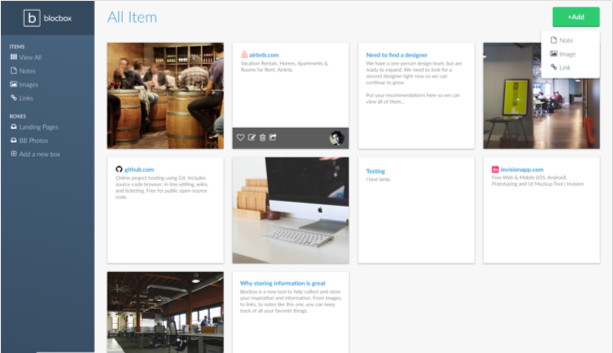 b blocbox
All Item
+Add
Note
Image
Link
ITEMS
View All
Notes
Images
Links
BOXES
Landing Pages
BB Photos
Add a new box
airbnb.com
Vacation Rentals, Homes, Apartments &
Rooms for Rent, Airbnb.
Need to find a designer
We have a one-person design team, but are
ready to expand. We need to look for a
second designer right now so we can
continue to grow.
Put your recommendations here so we can
view all of them...
github.com
Online project hosting using Git. Includes
source-code browser, in-line editing, wikis,
and ticketing. Free for public open-source
code.
Testing
I love lamp.
in invisionapp.com
Free Web & Mobile (iOS, Android)
Prototyping and UI Mockup Tool | Invision
Why storing information is great
Blocbox is a new tool to help collect and store
your inspiration and information. From images,
to links, to notes like this one, you can keep
track of all your favorite things.